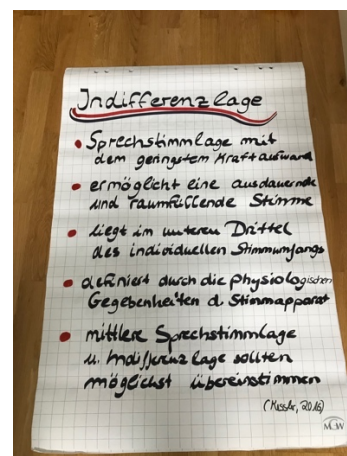 Indifferenzlage
• Sprechstimmlage mit
dem geringstem Kraftaufwand
• ermöglicht eine ausdauernde
und raumfüllende Stimme
• liegt im unteren Drittel
des individuellen Stimmumfangs
• definiert durch die physiologischen
Gegebenheiten d. Stimmapparat
• mittlere Sprechstimmlage
u. Indifferenzlage sollten
möglichst übereinstimmen
2016)
MGW